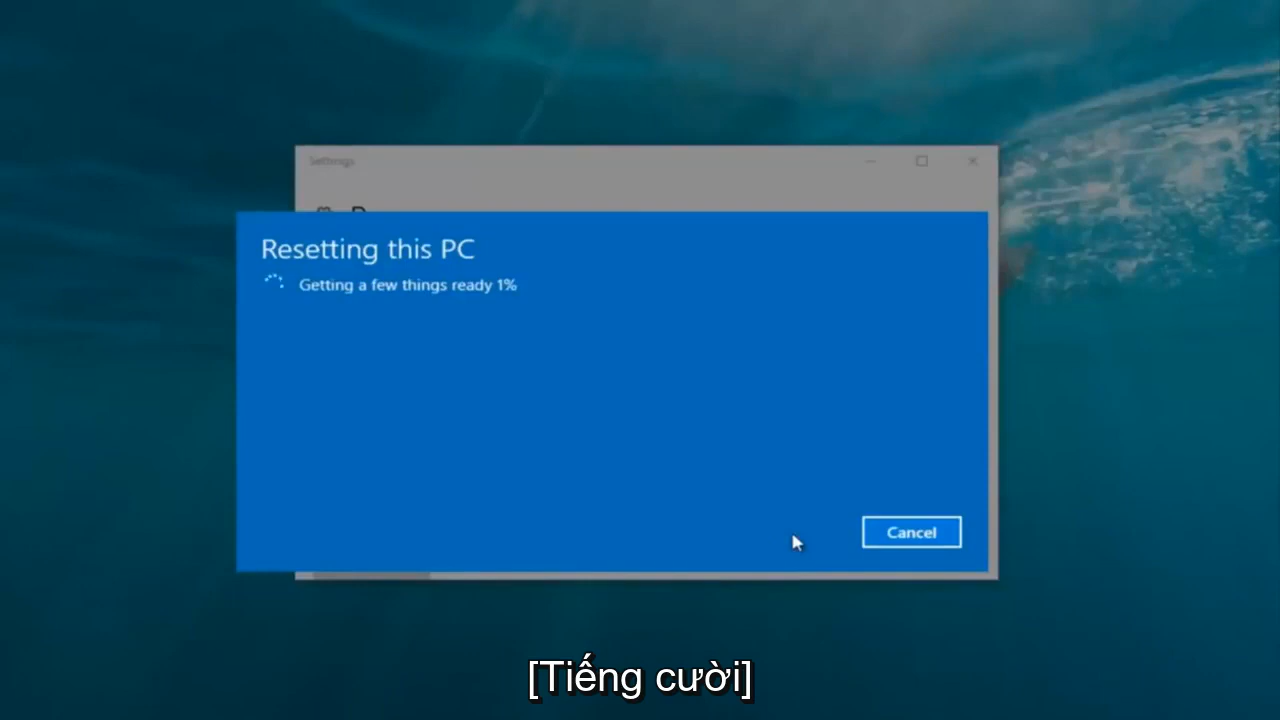 Settings
Resetting this PC
Getting a few things ready 1%
Cancel
[Tiếng cười]